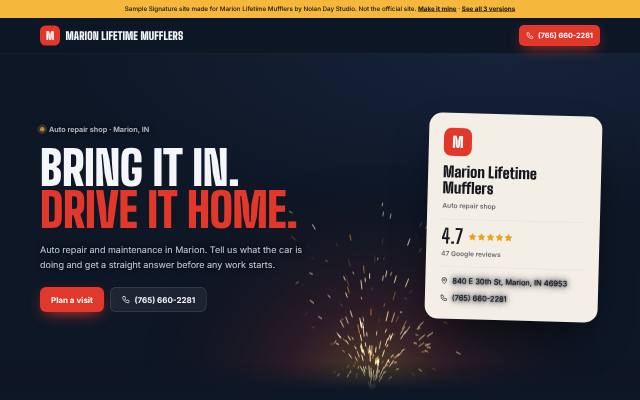 Sample Signature site made for Marion Lifetime Mufflers by Nolan Day Studio. Not the official site. Make it mine · See all 3 versions
M MARION LIFETIME MUFFLERS
(765) 660-2281
Auto repair shop · Marion, IN
BRING IT IN.
DRIVE IT HOME.
Auto repair and maintenance in Marion. Tell us what the car is
doing and get a straight answer before any work starts.
Plan a visit
(765) 660-2281
M
Marion Lifetime
Mufflers
Auto repair shop
4.7 ★★★★★
47 Google reviews
840 E 30th St, Marion, IN 46953
(765) 660-2281